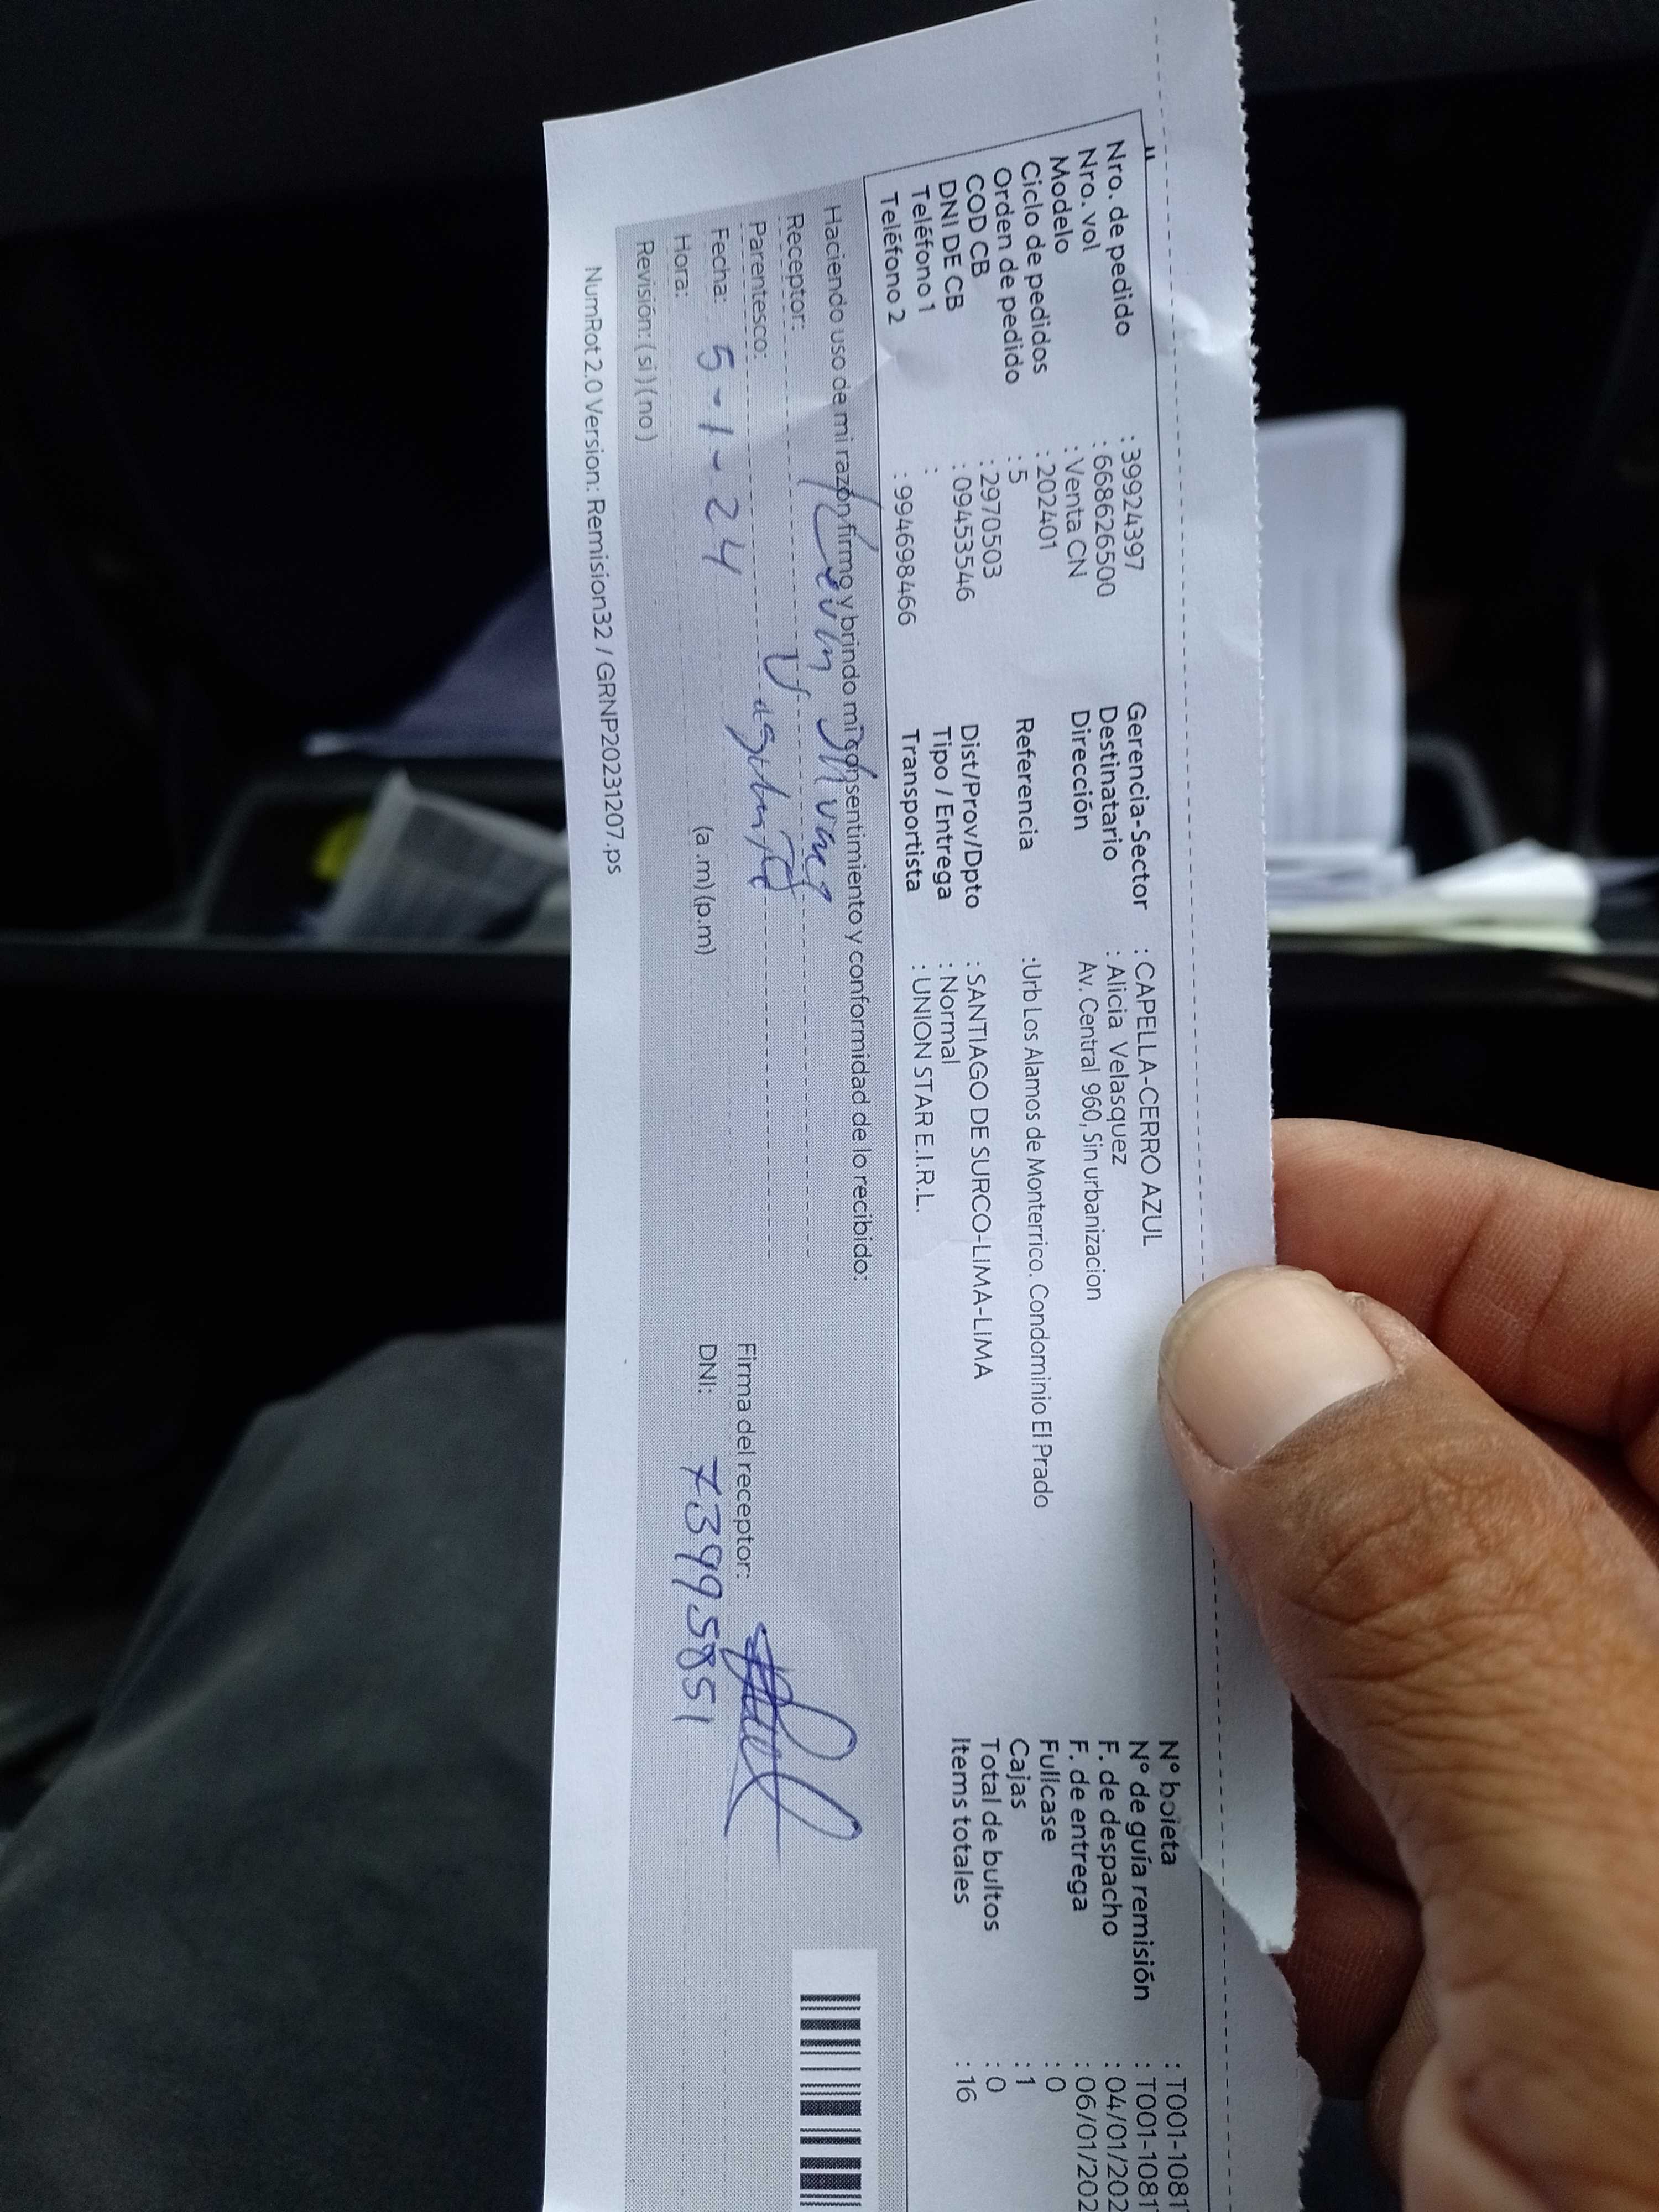 Nro. de pedido : 39924397
Nro. vol : 668626500
Modelo : Venta CN
Ciclo de pedidos : 202401
Orden de pedido : 5
COD CB : 2970503
DNI DE CB : 09453546
Teléfono 1 :
Teléfono 2 : 994698466
Gerencia-Sector : CAPELLA-CERRO AZUL
Destinatario : Alicia Velasquez
Dirección Av. Central 960, Sin urbanizacion
Referencia :Urb Los Alamos de Monterrico. Condominio El Prado
Dist/Prov/Dpto : SANTIAGO DE SURCO-LIMA-LIMA
Tipo / Entrega : Normal
Transportista : UNION STAR E.I.R.L.
N° boleta : T001-1081
N° de guía remisión : T001-1081
F. de despacho : 04/01/202
F. de entrega : 06/01/202
Fullcase : 0
Cajas : 1
Total de bultos : 0
Items totales : 16
Haciendo uso de mi razón firmo y brindo mi consentimiento y conformidad de lo recibido:
Receptor: Kevin
Parentesco:
Fecha: 5-1-24
Hora: (a .m) (p.m)
Revisión: ( si ) ( no )
Firma del receptor:
DNI: 73995851
NumRot2.0 Version: Remision32 / GRNP20231207.ps